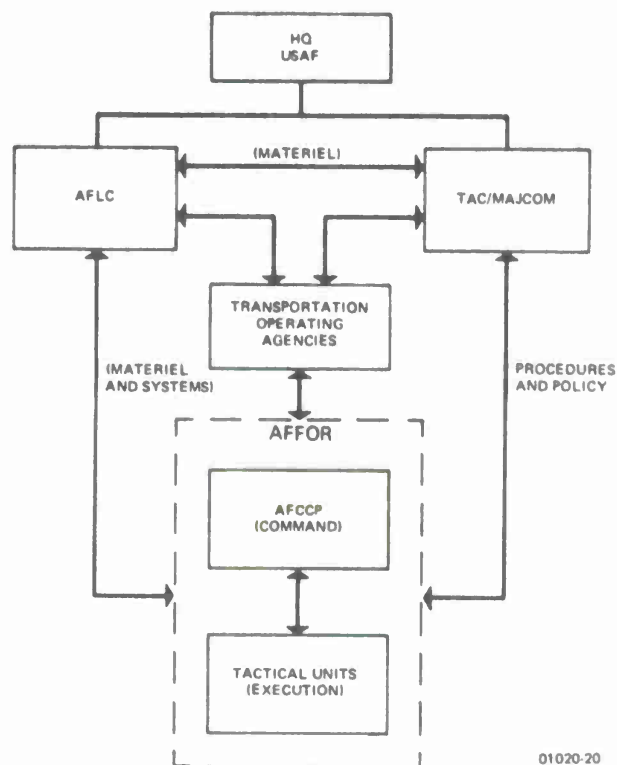 HQ
USAF
(MATERIEL)
AFLC
TAC/MAJCOM
TRANSPORTATION
OPERATING
AGENCIES
(MATERIEL
AND SYSTEMS)
PROCEDURES
AND POLICY
AFFOR
AFCCP
(COMMAND)
TACTICAL UNITS
(EXECUTION)
01020-20